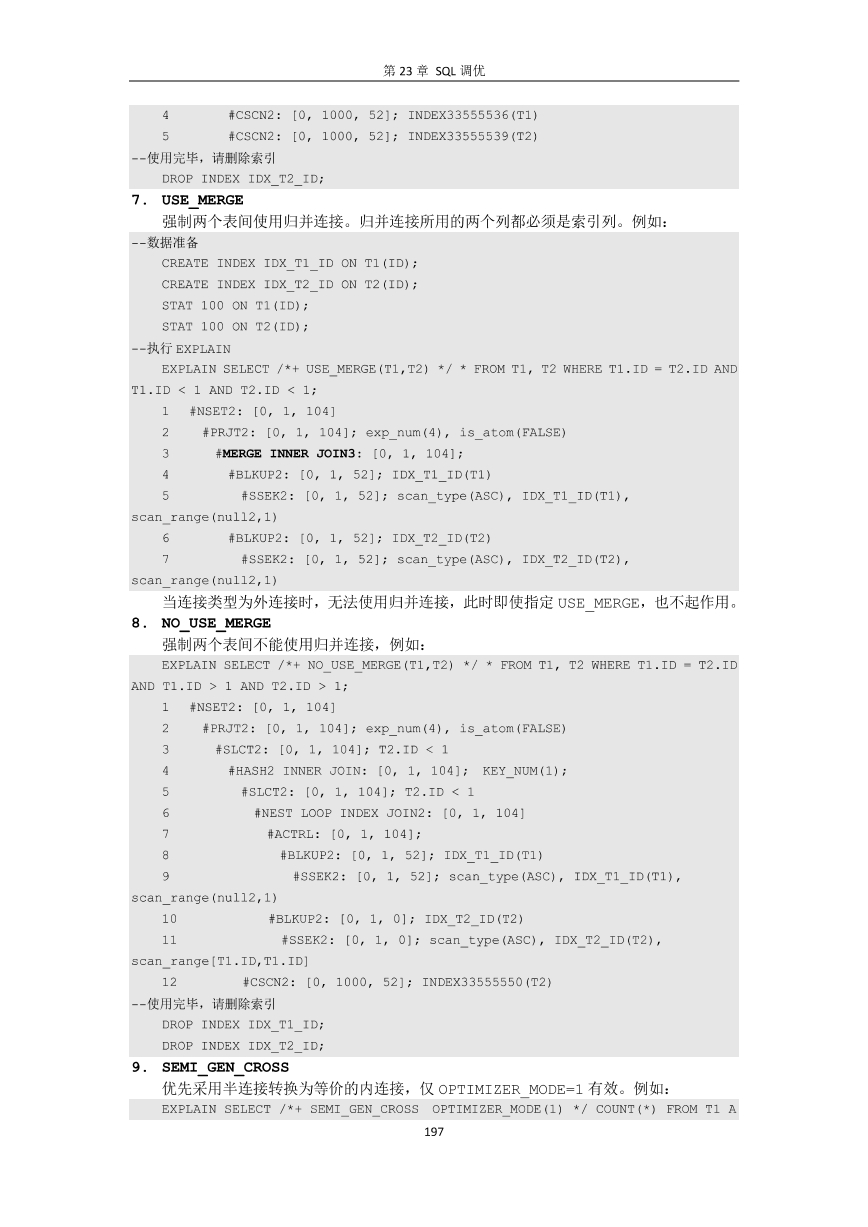 第 23 章 SQL 调优
4 #CSCN2: [0, 1000, 52]; INDEX33555536(T1)
5 #CSCN2: [0, 1000, 52]; INDEX33555539(T2)
--使用完毕，请删除索引
DROP INDEX IDX_T2_ID;
7. USE_MERGE
强制两个表间使用归并连接。归并连接所用的两个列都必须是索引列。例如：
--数据准备
CREATE INDEX IDX_T1_ID ON T1(ID);
CREATE INDEX IDX_T2_ID ON T2(ID);
STAT 100 ON T1(ID);
STAT 100 ON T2(ID);
--执行 EXPLAIN
EXPLAIN SELECT /*+ USE_MERGE(T1,T2) */ * FROM T1, T2 WHERE T1.ID = T2.ID AND
T1.ID < 1 AND T2.ID < 1;
1 #NSET2: [0, 1, 104]
2 #PRJT2: [0, 1, 104]; exp_num(4), is_atom(FALSE)
3 #MERGE INNER JOIN3: [0, 1, 104];
4 #BLKUP2: [0, 1, 52]; IDX_T1_ID(T1)
5 #SSEK2: [0, 1, 52]; scan_type(ASC), IDX_T1_ID(T1),
scan_range(null2,1)
6 #BLKUP2: [0, 1, 52]; IDX_T2_ID(T2)
7 #SSEK2: [0, 1, 52]; scan_type(ASC), IDX_T2_ID(T2),
scan_range(null2,1)
当连接类型为外连接时，无法使用归并连接，此时即使指定 USE_MERGE，也不起作用。
8. NO_USE_MERGE
强制两个表间不能使用归并连接，例如：
EXPLAIN SELECT /*+ NO_USE_MERGE(T1,T2) */ * FROM T1, T2 WHERE T1.ID = T2.ID
AND T1.ID > 1 AND T2.ID > 1;
1 #NSET2: [0, 1, 104]
2 #PRJT2: [0, 1, 104]; exp_num(4), is_atom(FALSE)
3 #SLCT2: [0, 1, 104]; T2.ID < 1
4 #HASH2 INNER JOIN: [0, 1, 104]; KEY_NUM(1);
5 #SLCT2: [0, 1, 104]; T2.ID < 1
6 #NEST LOOP INDEX JOIN2: [0, 1, 104]
7 #ACTRL: [0, 1, 104];
8 #BLKUP2: [0, 1, 52]; IDX_T1_ID(T1)
9 #SSEK2: [0, 1, 52]; scan_type(ASC), IDX_T1_ID(T1),
scan_range(null2,1)
10 #BLKUP2: [0, 1, 0]; IDX_T2_ID(T2)
11 #SSEK2: [0, 1, 0]; scan_type(ASC), IDX_T2_ID(T2),
scan_range[T1.ID,T1.ID]
12 #CSCN2: [0, 1000, 52]; INDEX33555550(T2)
--使用完毕，请删除索引
DROP INDEX IDX_T1_ID;
DROP INDEX IDX_T2_ID;
9. SEMI_GEN_CROSS
优先采用半连接转换为等价的内连接，仅 OPTIMIZER_MODE=1 有效。例如：
EXPLAIN SELECT /*+ SEMI_GEN_CROSS OPTIMIZER_MODE(1) */ COUNT(*) FROM T1 A
197